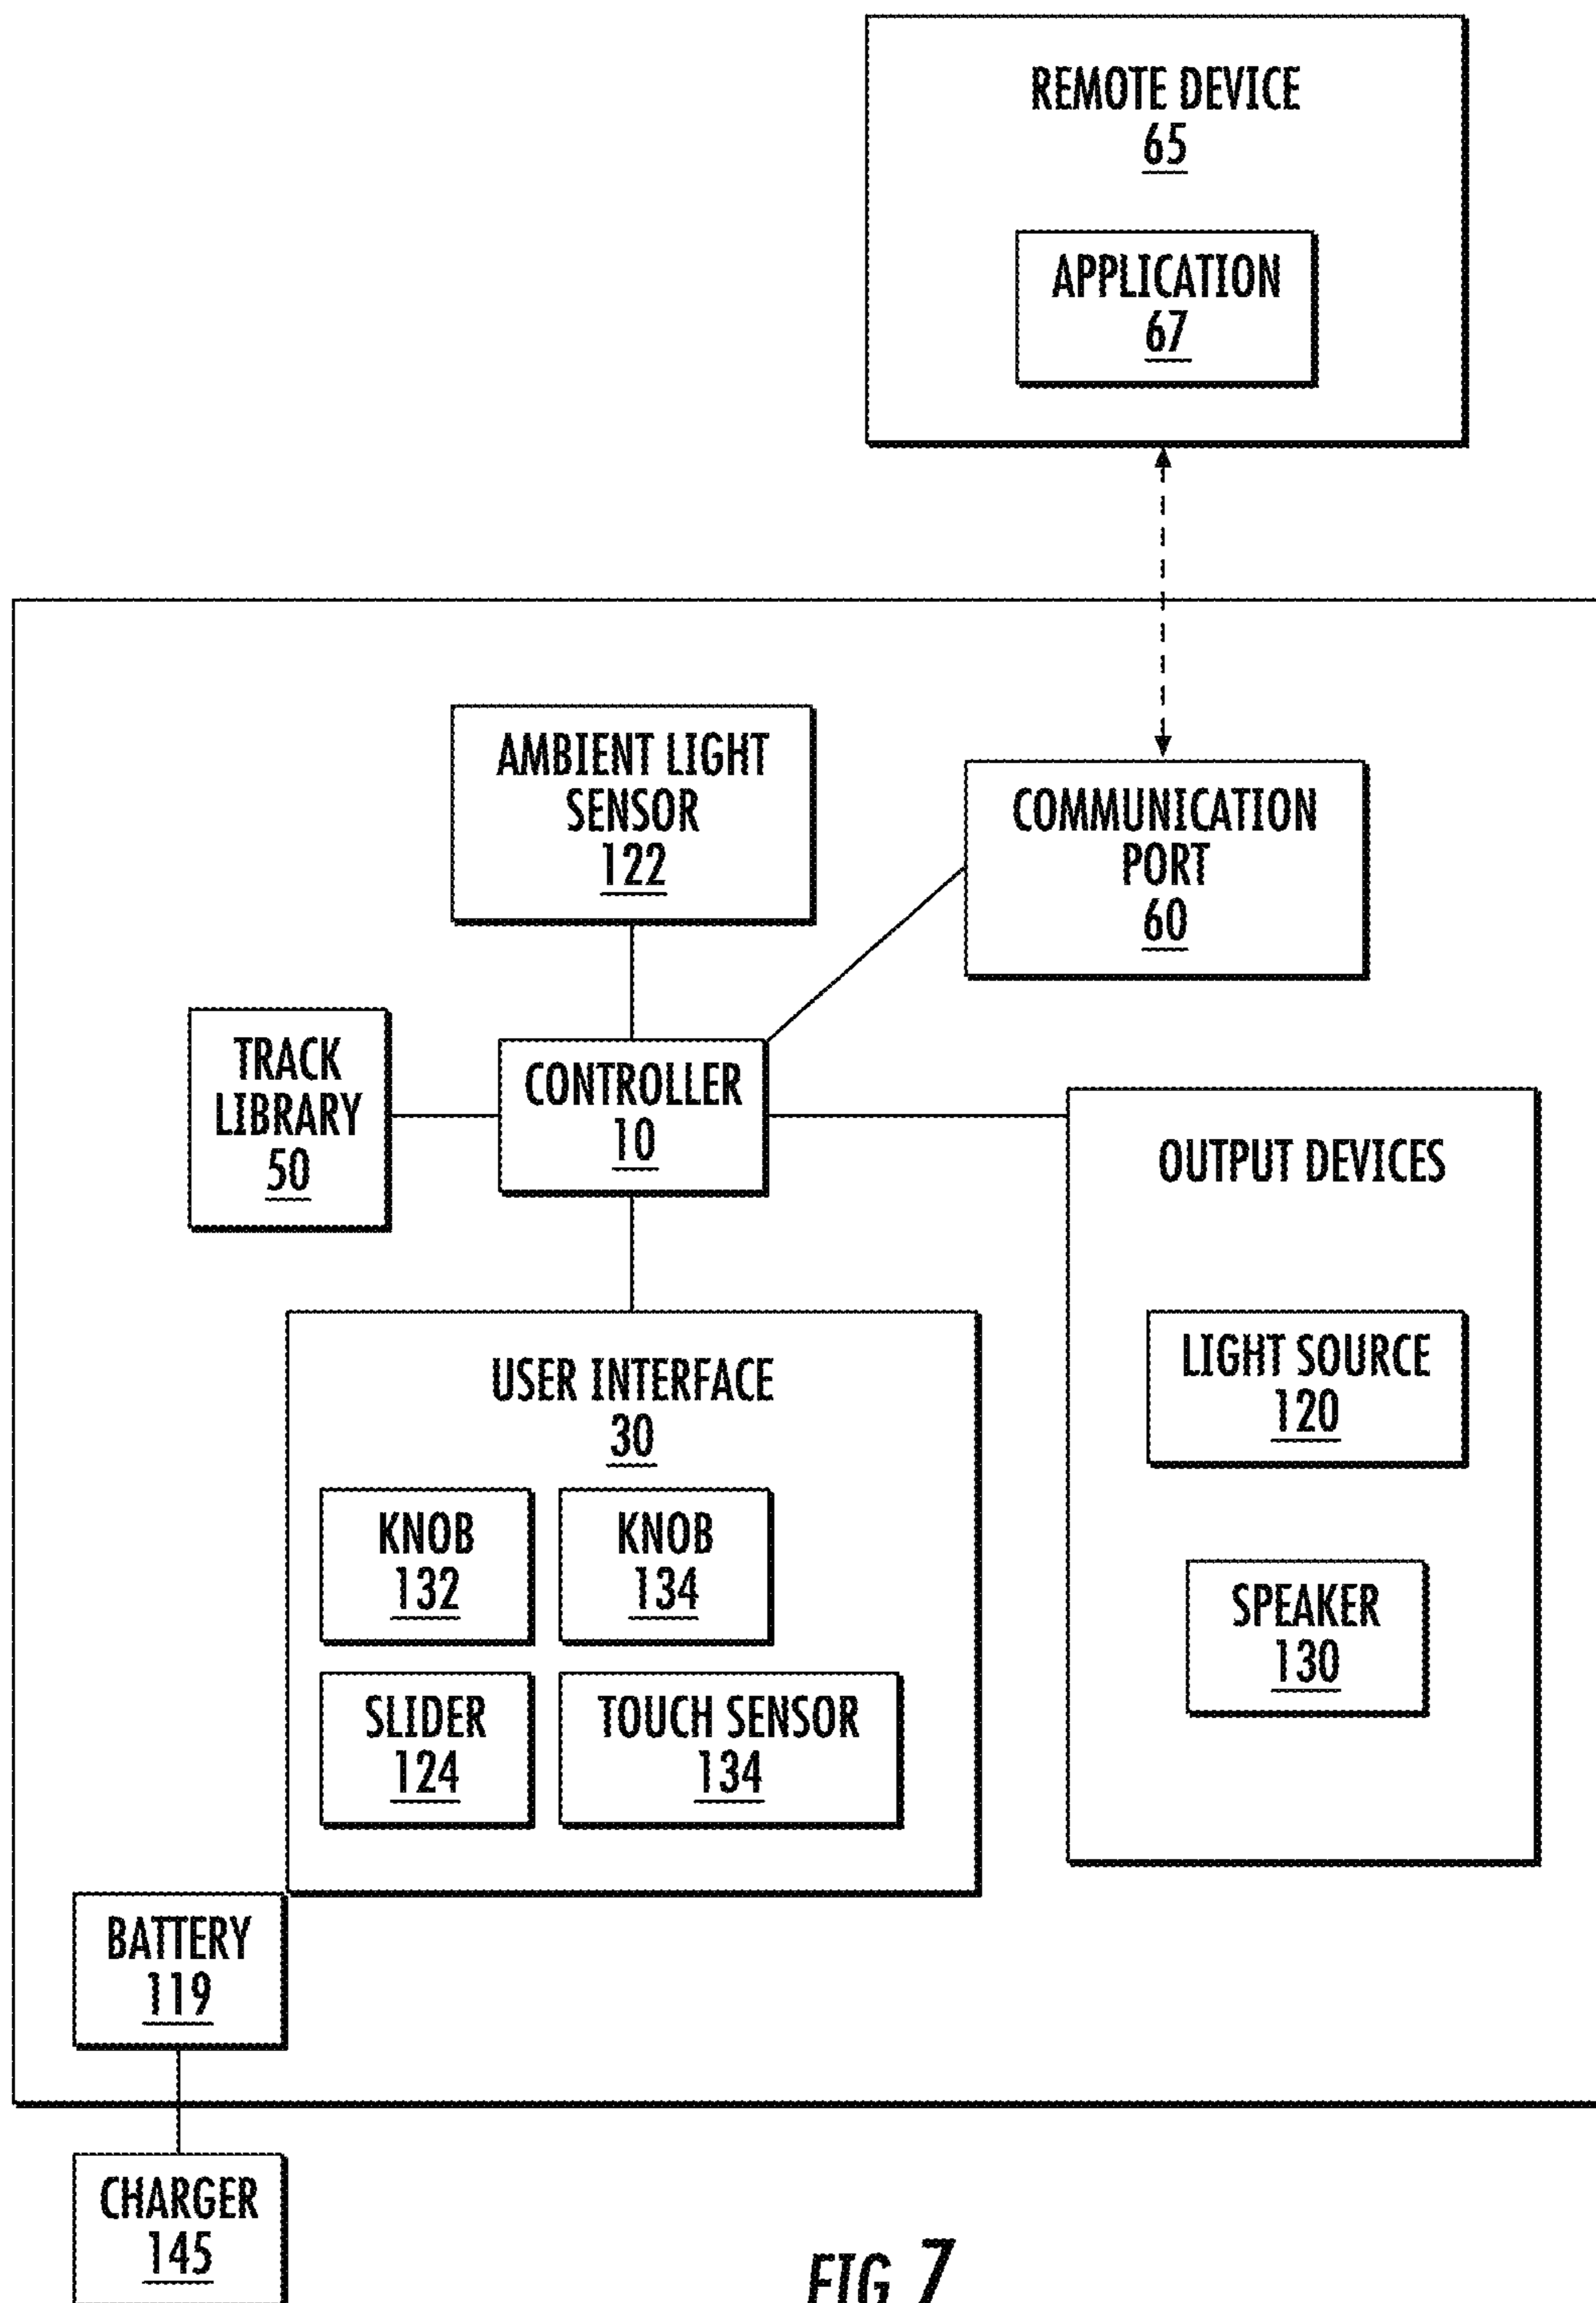 REMOTE DEVICE
65
APPLICATION
67
AMBIENT LIGHT
SENSOR
122
COMMUNICATION
PORT
60
TRACK
LIBRARY
50
CONTROLLER
10
OUTPUT DEVICES
LIGHT SOURCE
120
SPEAKER
130
USER INTERFACE
30
KNOB
132
KNOB
134
SLIDER
124
TOUCH SENSOR
134
BATTERY
119
CHARGER
145
FIG 7